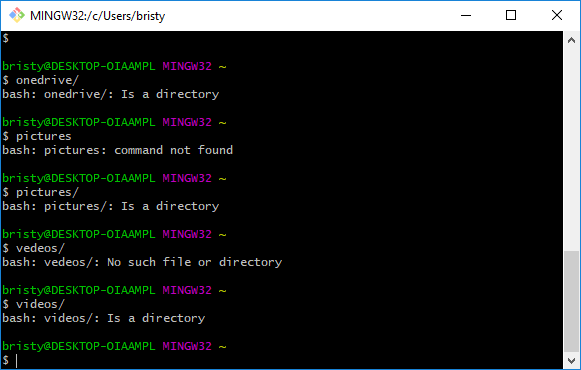 MINGW32:/c/Users/bristy
$
bristy@DESKTOP-OIAAMPL MINGW32 ~
$ onedrive/
bash: onedrive/: Is a directory
bristy@DESKTOP-OIAAMPL MINGW32 ~
$ pictures
bash: pictures: command not found
bristy@DESKTOP-OIAAMPL MINGW32 ~
$ pictures/
bash: pictures/: Is a directory
bristy@DESKTOP-OIAAMPL MINGW32 ~
$ vedeos/
bash: vedeos/: No such file or directory
bristy@DESKTOP-OIAAMPL MINGW32 ~
$ videos/
bash: videos/: Is a directory
bristy@DESKTOP-OIAAMPL MINGW32 ~
$